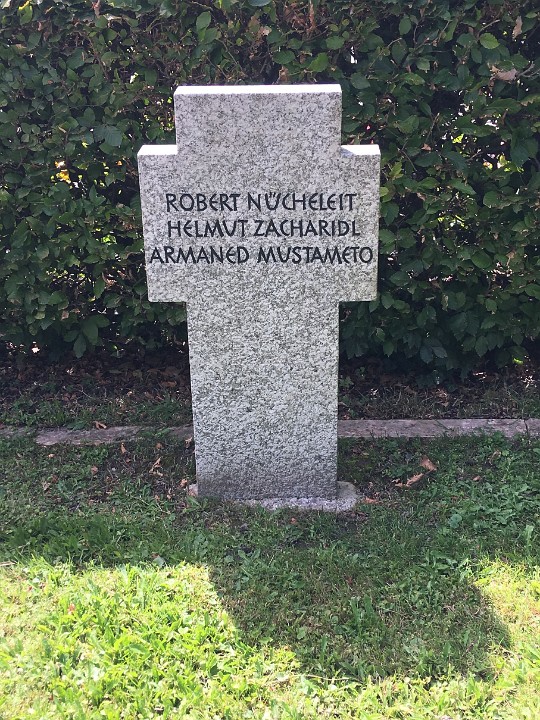 ROBERT NÜCHELEIT
HELMUT ZACHARIDL
ARMANED MUSTAMETO